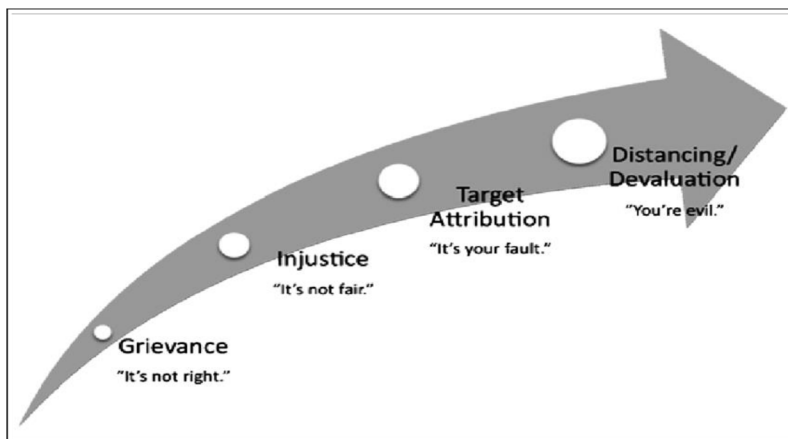 Grievance
“It’s not right.”
Injustice
“It’s not fair.”
Target
Attribution
“It’s your fault.”
Distancing/
Devaluation
“You’re evil.”